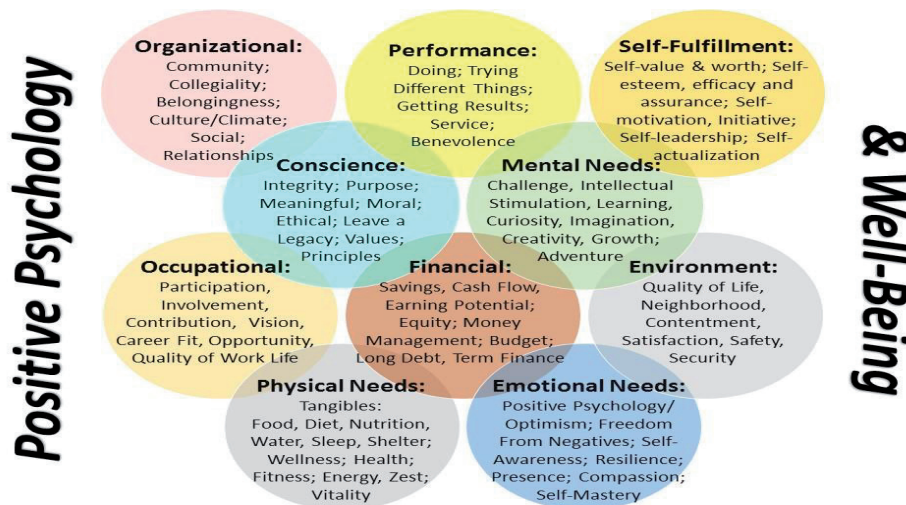 Positive Psychology
& Well-Being
Organizational:
Community;
Collegiality;
Belongingness;
Culture/Climate;
Social;
Relationships
Performance:
Doing; Trying
Different Things;
Getting Results;
Service;
Benevolence
Self-Fulfillment:
Self-value & worth; Self-
esteem, efficacy and
assurance; Self-
motivation, Initiative;
Self-leadership; Self-
actualization
Conscience:
Integrity; Purpose;
Meaningful; Moral;
Ethical; Leave a
Legacy; Values;
Principles
Mental Needs:
Challenge, Intellectual
Stimulation, Learning,
Curiosity, Imagination,
Creativity, Growth;
Adventure
Occupational:
Participation,
Involvement,
Contribution, Vision,
Career Fit, Opportunity,
Quality of Work Life
Financial:
Savings, Cash Flow,
Earning Potential;
Equity; Money
Management; Budget;
Long Debt, Term Finance
Environment:
Quality of Life,
Neighborhood,
Contentment,
Satisfaction, Safety,
Security
Physical Needs:
Tangibles:
Food, Diet, Nutrition,
Water, Sleep, Shelter;
Wellness; Health;
Fitness; Energy, Zest;
Vitality
Emotional Needs:
Positive Psychology/
Optimism; Freedom
From Negatives; Self-
Awareness; Resilience;
Presence; Compassion;
Self-Mastery